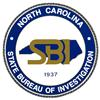 NORTH CAROLINA
SBI
1937
STATE BUREAU OF INVESTIGATION